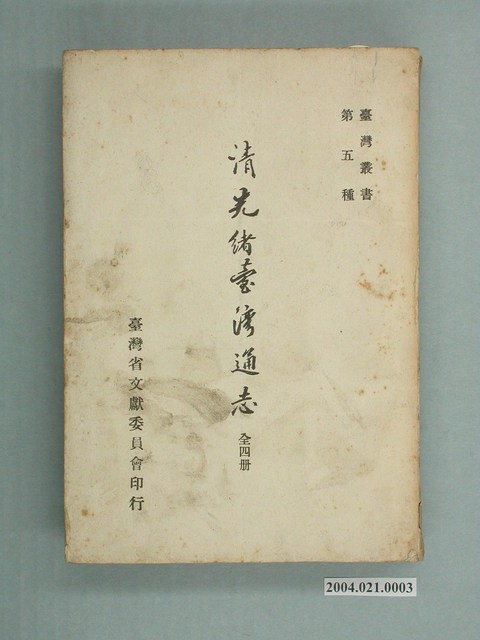 臺灣叢書
第五種
清光緒臺灣通志
全四册
臺灣省文獻委員會印行
2004.021.0003